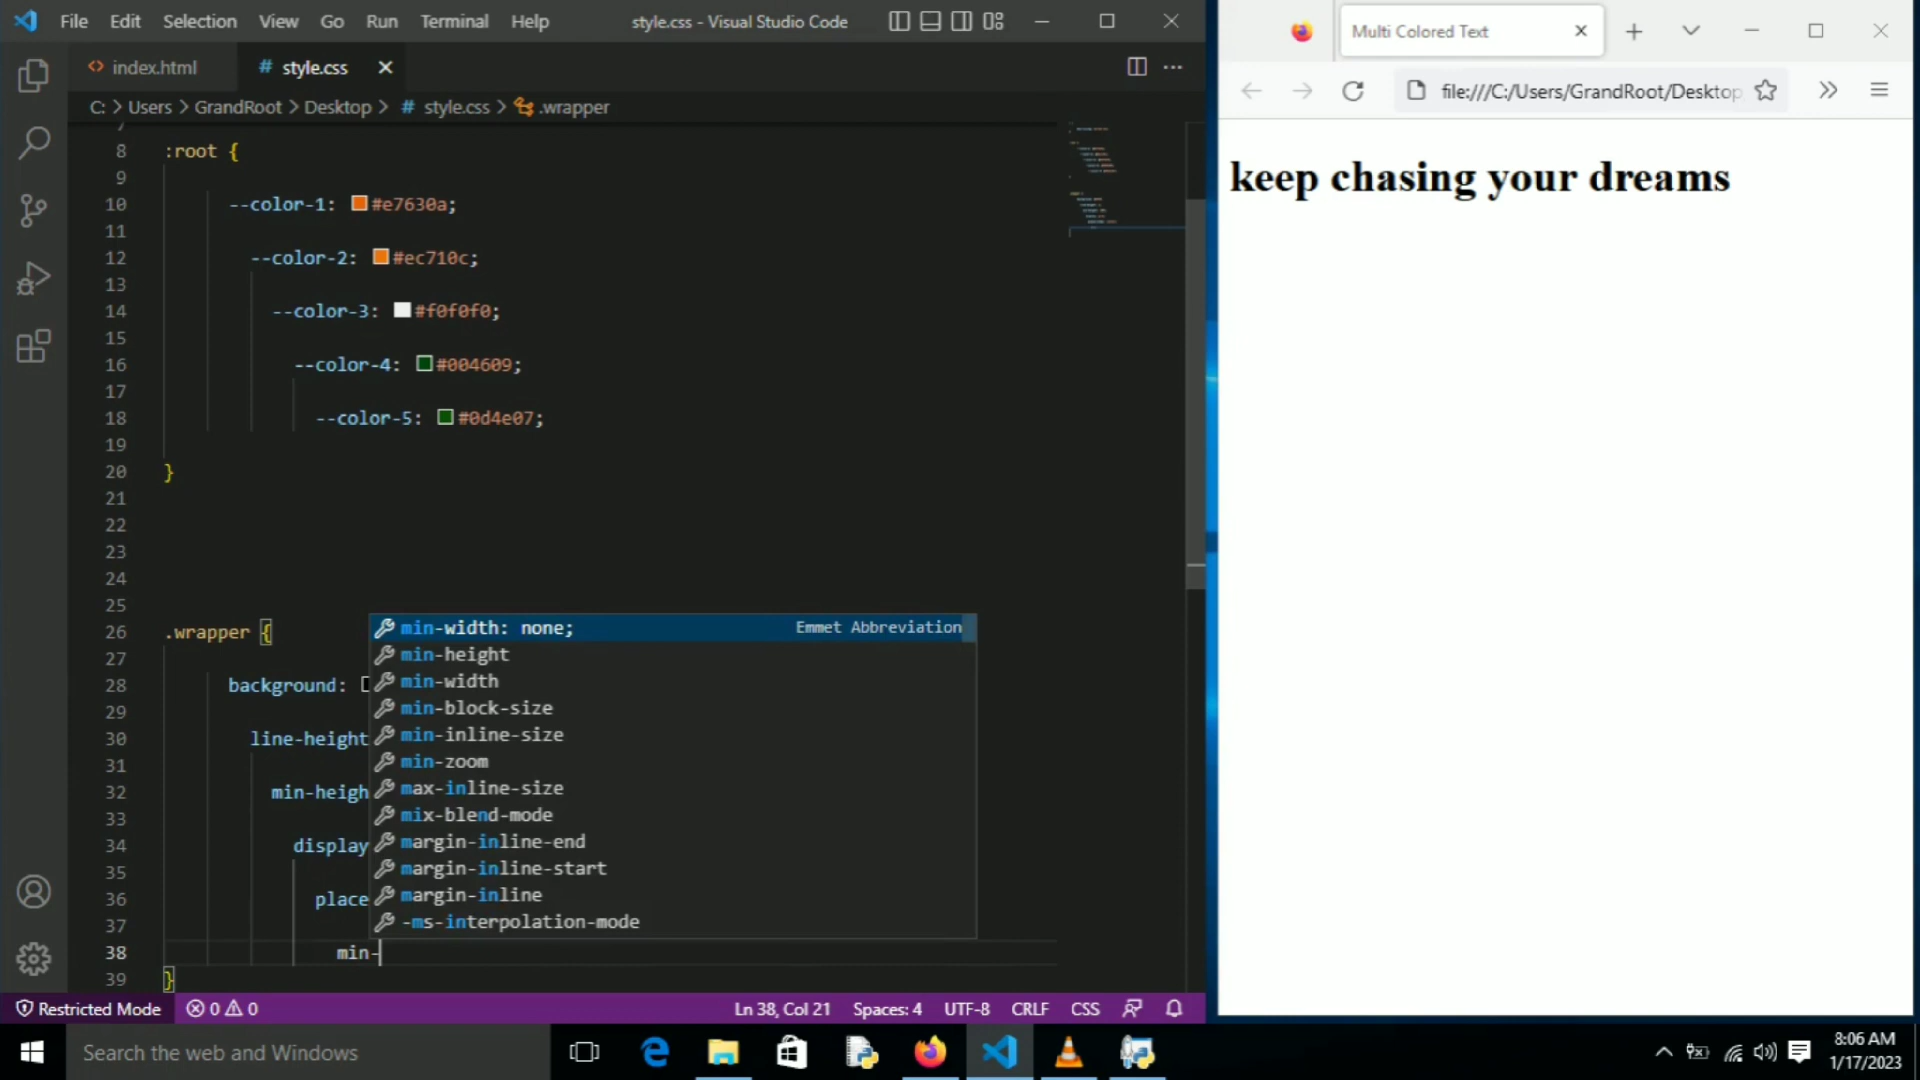 File Edit Selection View Go Run Terminal Help
style.css - Visual Studio Code
index.html
# style.css
C: > Users > GrandRoot > Desktop > # style.css > .wrapper
8 :root {
9
10 --color-1: #e7630a;
11
12 --color-2: #ec710c;
13
14 --color-3: #f0f0f0;
15
16 --color-4: #004609;
17
18 --color-5: #0d4e07;
19
20 }
21
22
23
24
25
26 .wrapper {
27
28 background:
29
30 line-height
31
32 min-heigh
33
34 display
35
36 place
37
38 min-
39 }
min-width: none; Emmet Abbreviation
min-height
min-width
min-block-size
min-inline-size
min-zoom
max-inline-size
mix-blend-mode
margin-inline-end
margin-inline-start
margin-inline
-ms-interpolation-mode
Restricted Mode 0 0 Ln 38, Col 21 Spaces: 4 UTF-8 CRLF CSS
Multi Colored Text
file:///C:/Users/GrandRoot/Desktop
keep chasing your dreams
Search the web and Windows
8:06 AM
1/17/2023